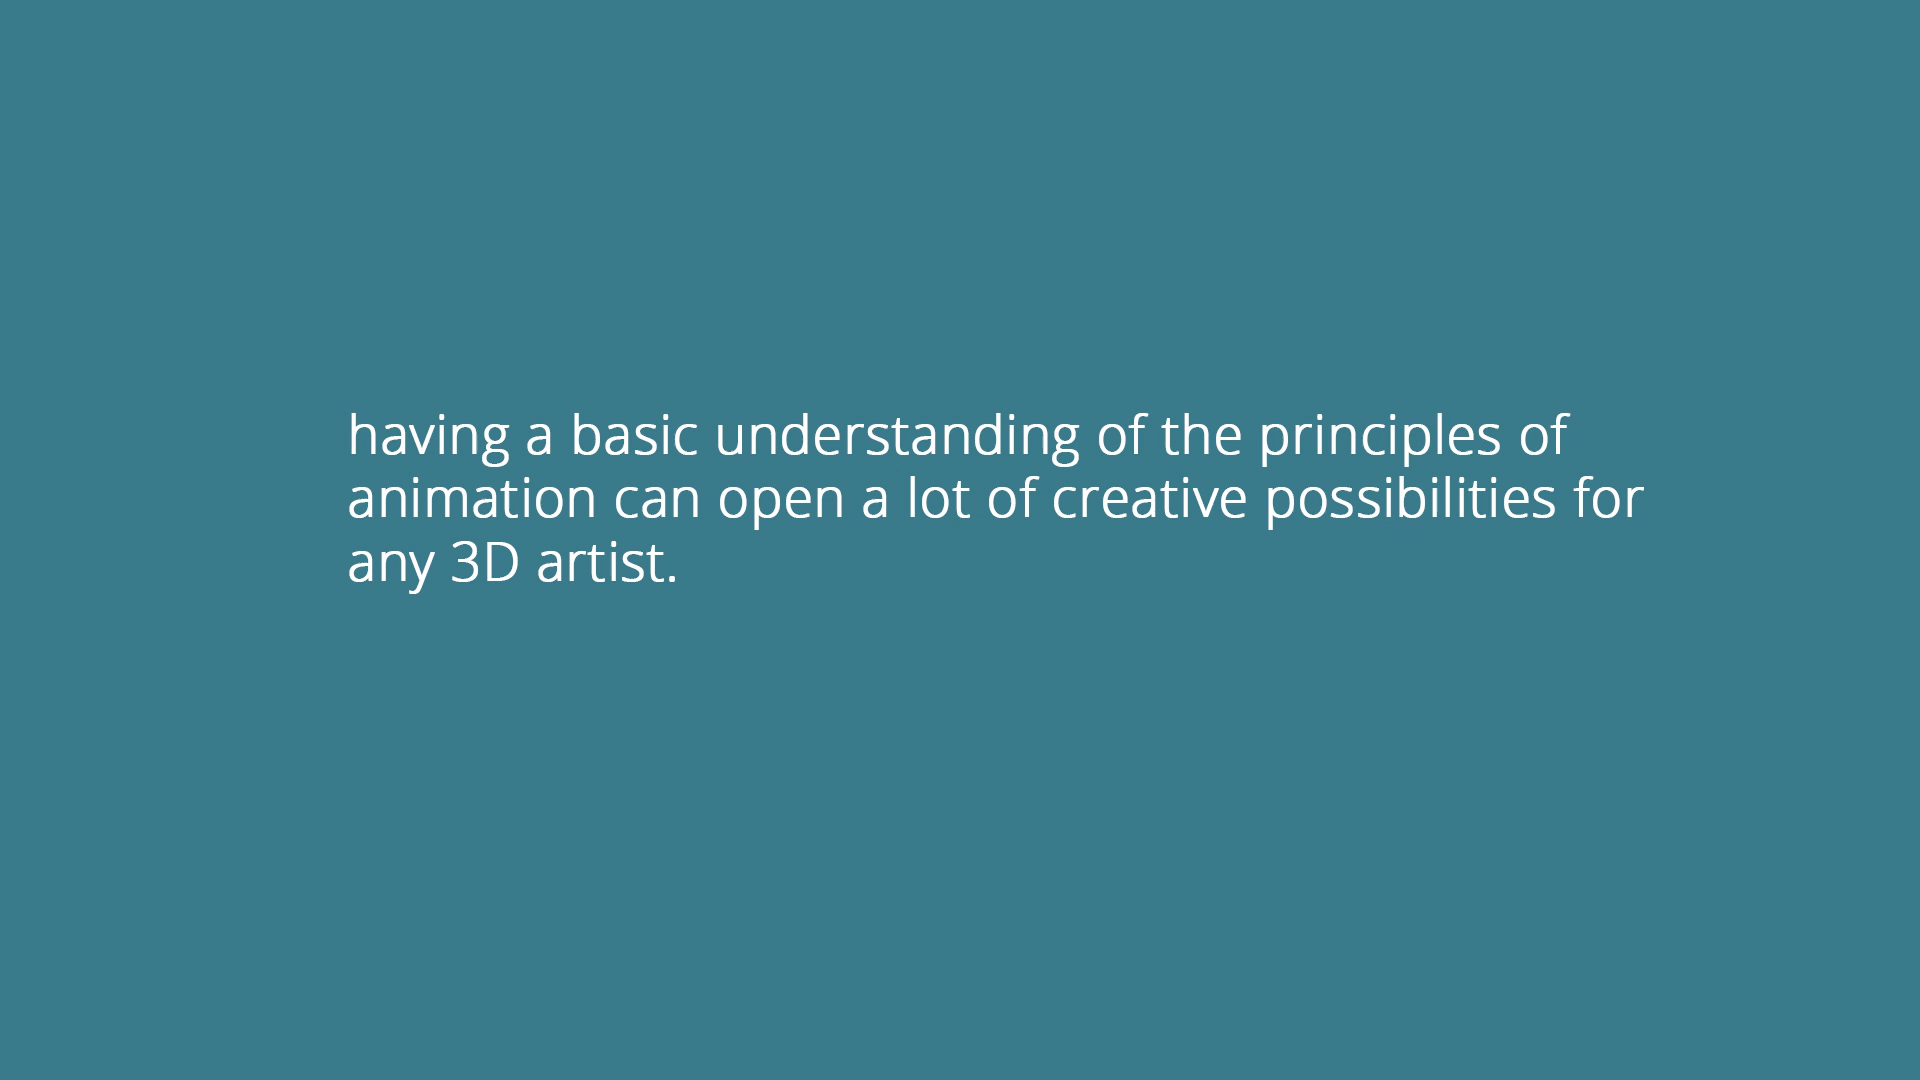 having a basic understanding of the principles of
animation can open a lot of creative possibilities for
any 3D artist.